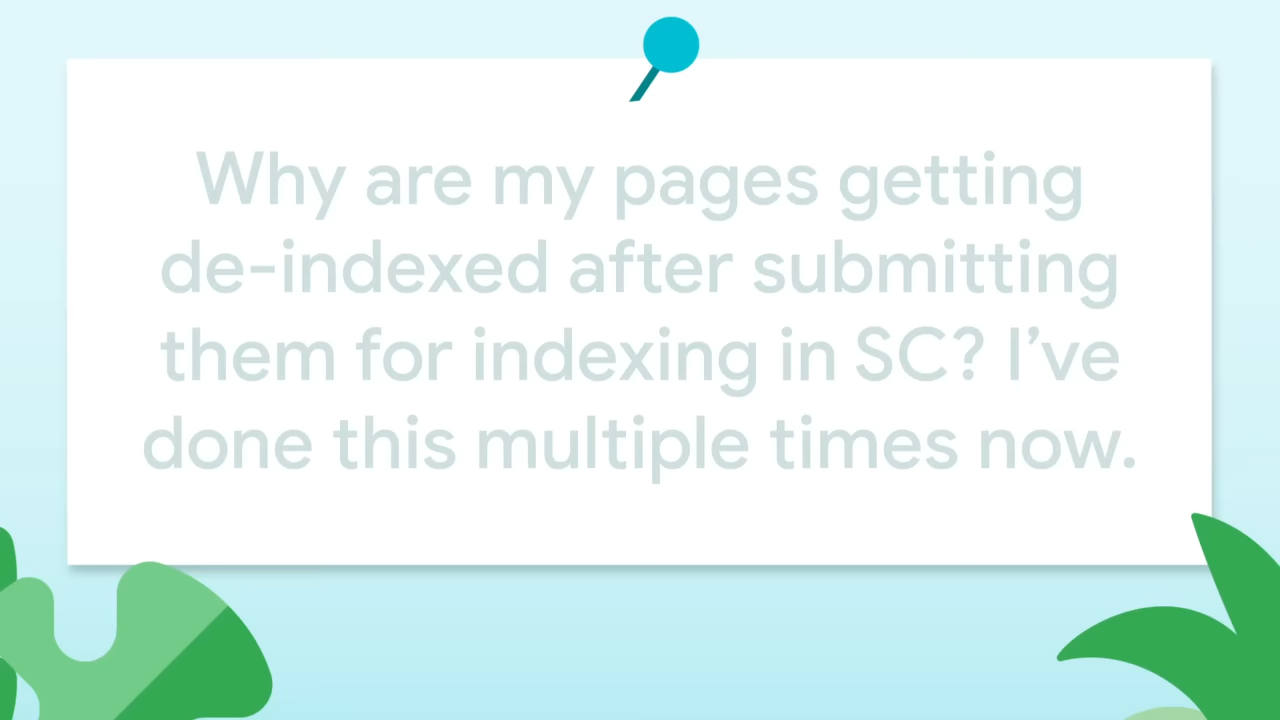 Why are my pages getting
de-indexed after submitting
them for indexing in SC? I’ve
done this multiple times now.